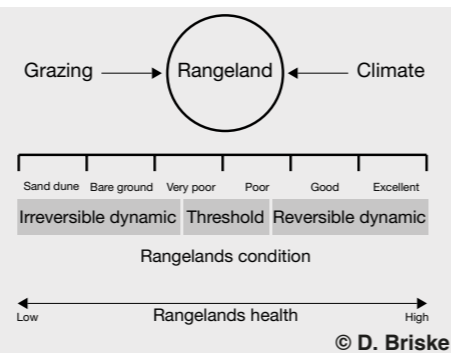 Grazing Rangeland Climate
Sand dune Bare ground Very poor Poor Good Excellent
Irreversible dynamic Threshold Reversible dynamic
Rangelands condition
Low Rangelands health High
© D. Briske